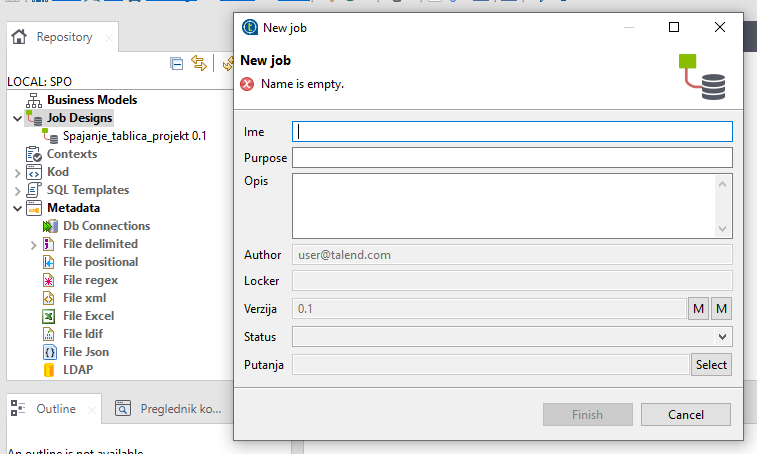 Repository
LOCAL: SPO
Business Models
Job Designs
Spajanje_tablica_projekt 0.1
Contexts
Kod
SQL Templates
Metadata
Db Connections
File delimited
File positional
File regex
File xml
File Excel
File ldif
File Json
LDAP
Outline
Preglednik ko...
An outline is not available
New job
New job
Name is empty.
Ime
Purpose
Opis
Author user@talend.com
Locker
Verzija 0.1 M M
Status
Putanja Select
Finish Cancel